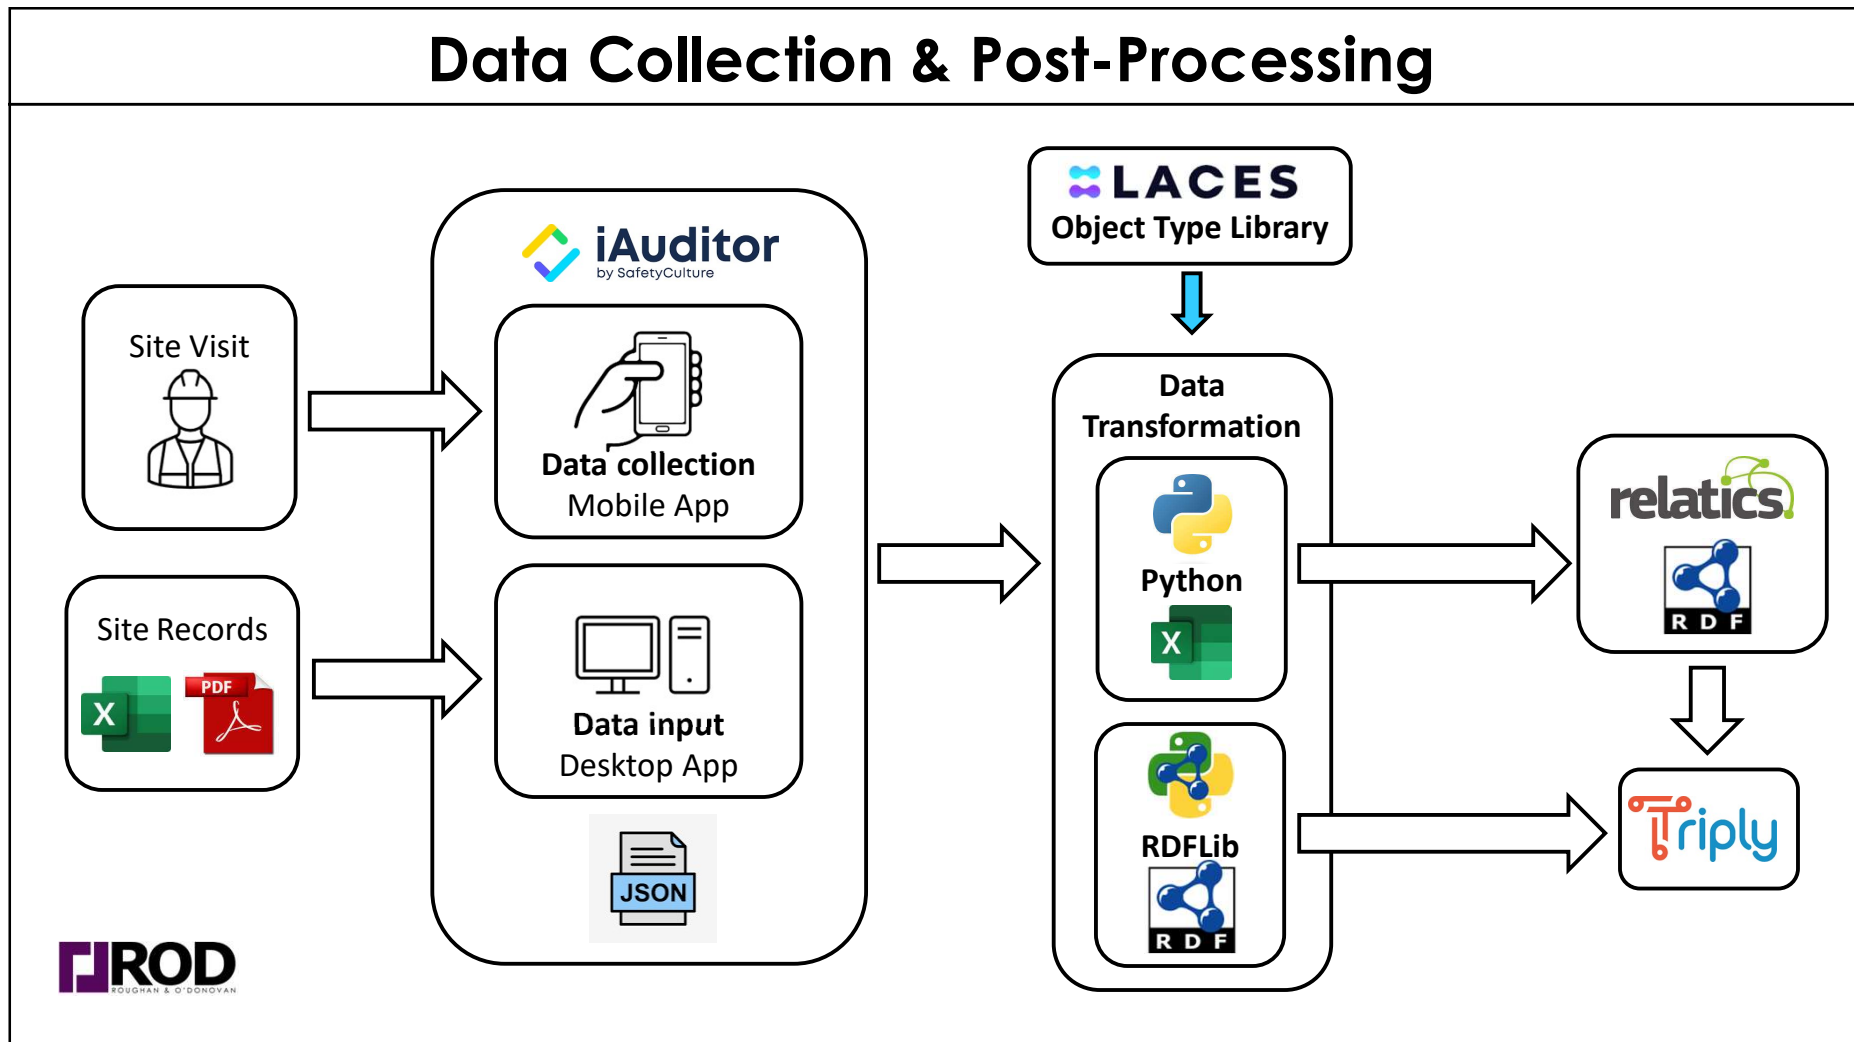 Data Collection & Post-Processing
LACES
Object Type Library
iAuditor
by SafetyCulture
Site Visit
Data collection
Mobile App
Site Records
X
PDF
Data input
Desktop App
JSON
Data
Transformation
Python
X
RDFLib
RDF
relatics
RDF
Triply
ROD
ROUGHAN & O'DONOVAN